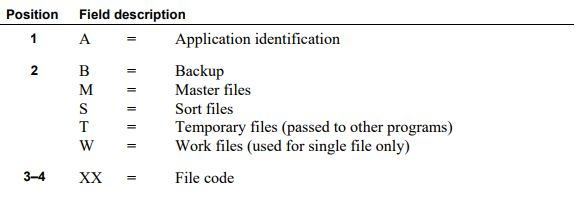 Position Field description
1 A = Application identification
2 B = Backup
M = Master files
S = Sort files
T = Temporary files (passed to other programs)
W = Work files (used for single file only)
3–4 XX = File code